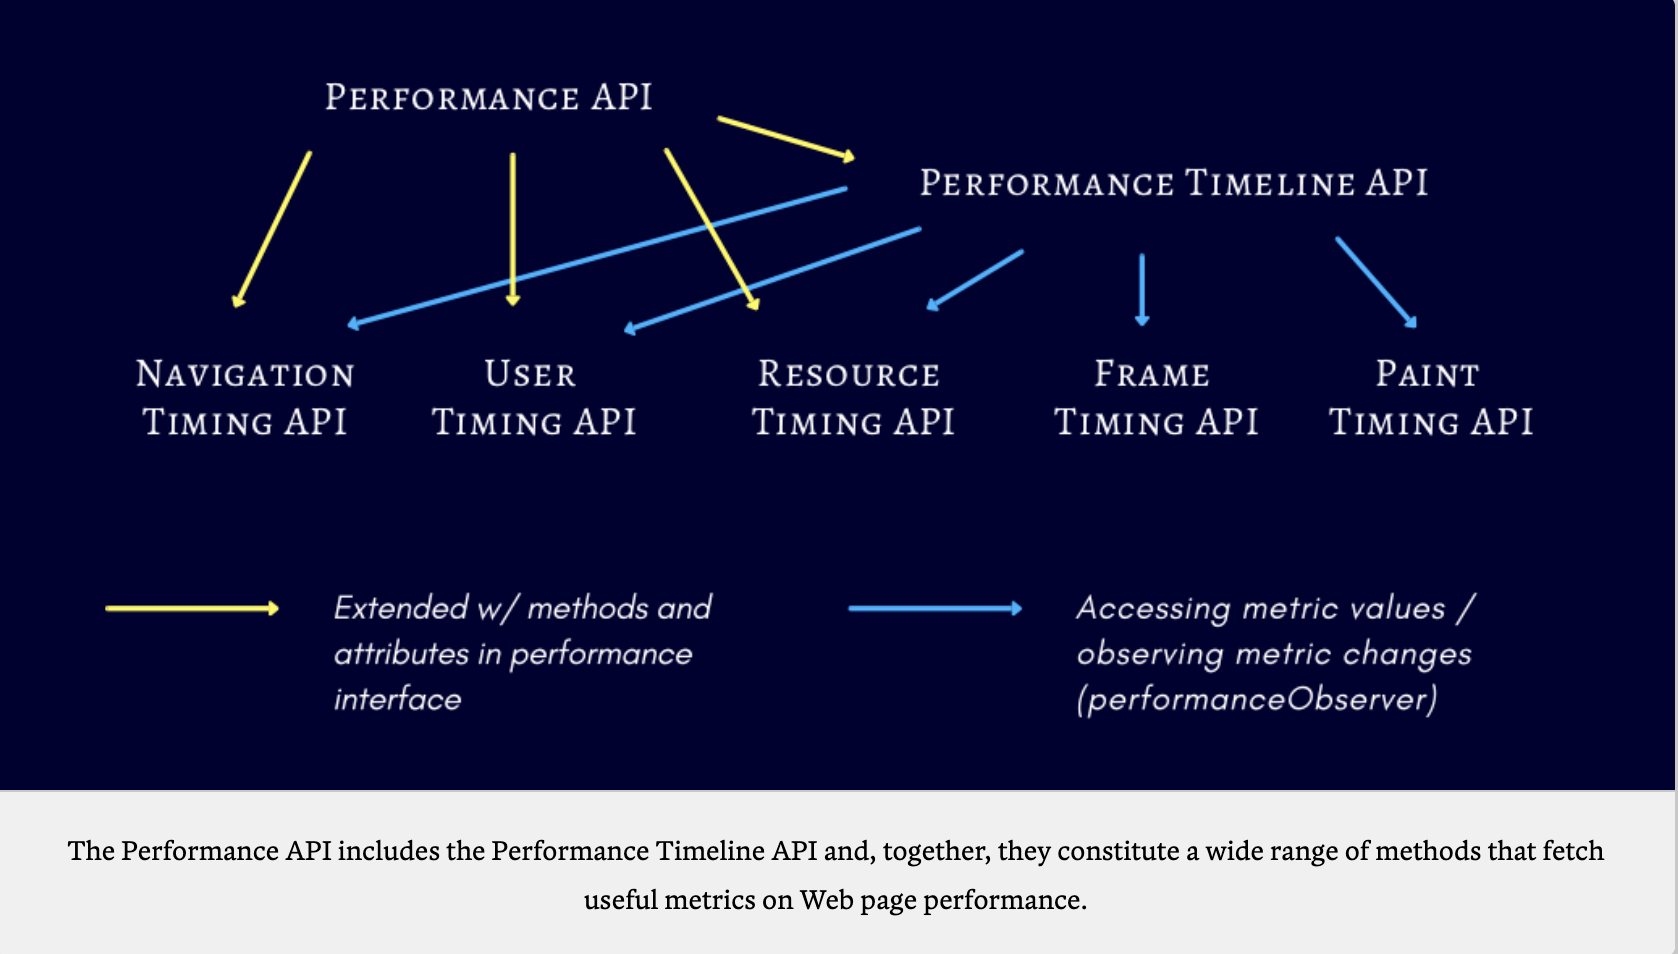 PERFORMANCE API
PERFORMANCE TIMELINE API
NAVIGATION
TIMING API
USER
TIMING API
RESOURCE
TIMING API
FRAME
TIMING API
PAINT
TIMING API
Extended w/ methods and
attributes in performance
interface
Accessing metric values /
observing metric changes
(performanceObserver)
The Performance API includes the Performance Timeline API and, together, they constitute a wide range of methods that fetch
useful metrics on Web page performance.